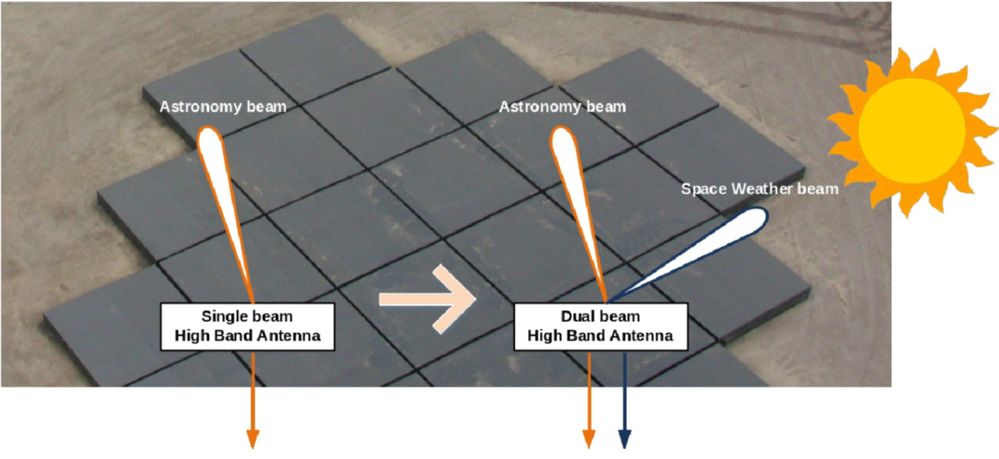 Astronomy beam
Astronomy beam
Space Weather beam
Single beam
High Band Antenna
Dual beam
High Band Antenna